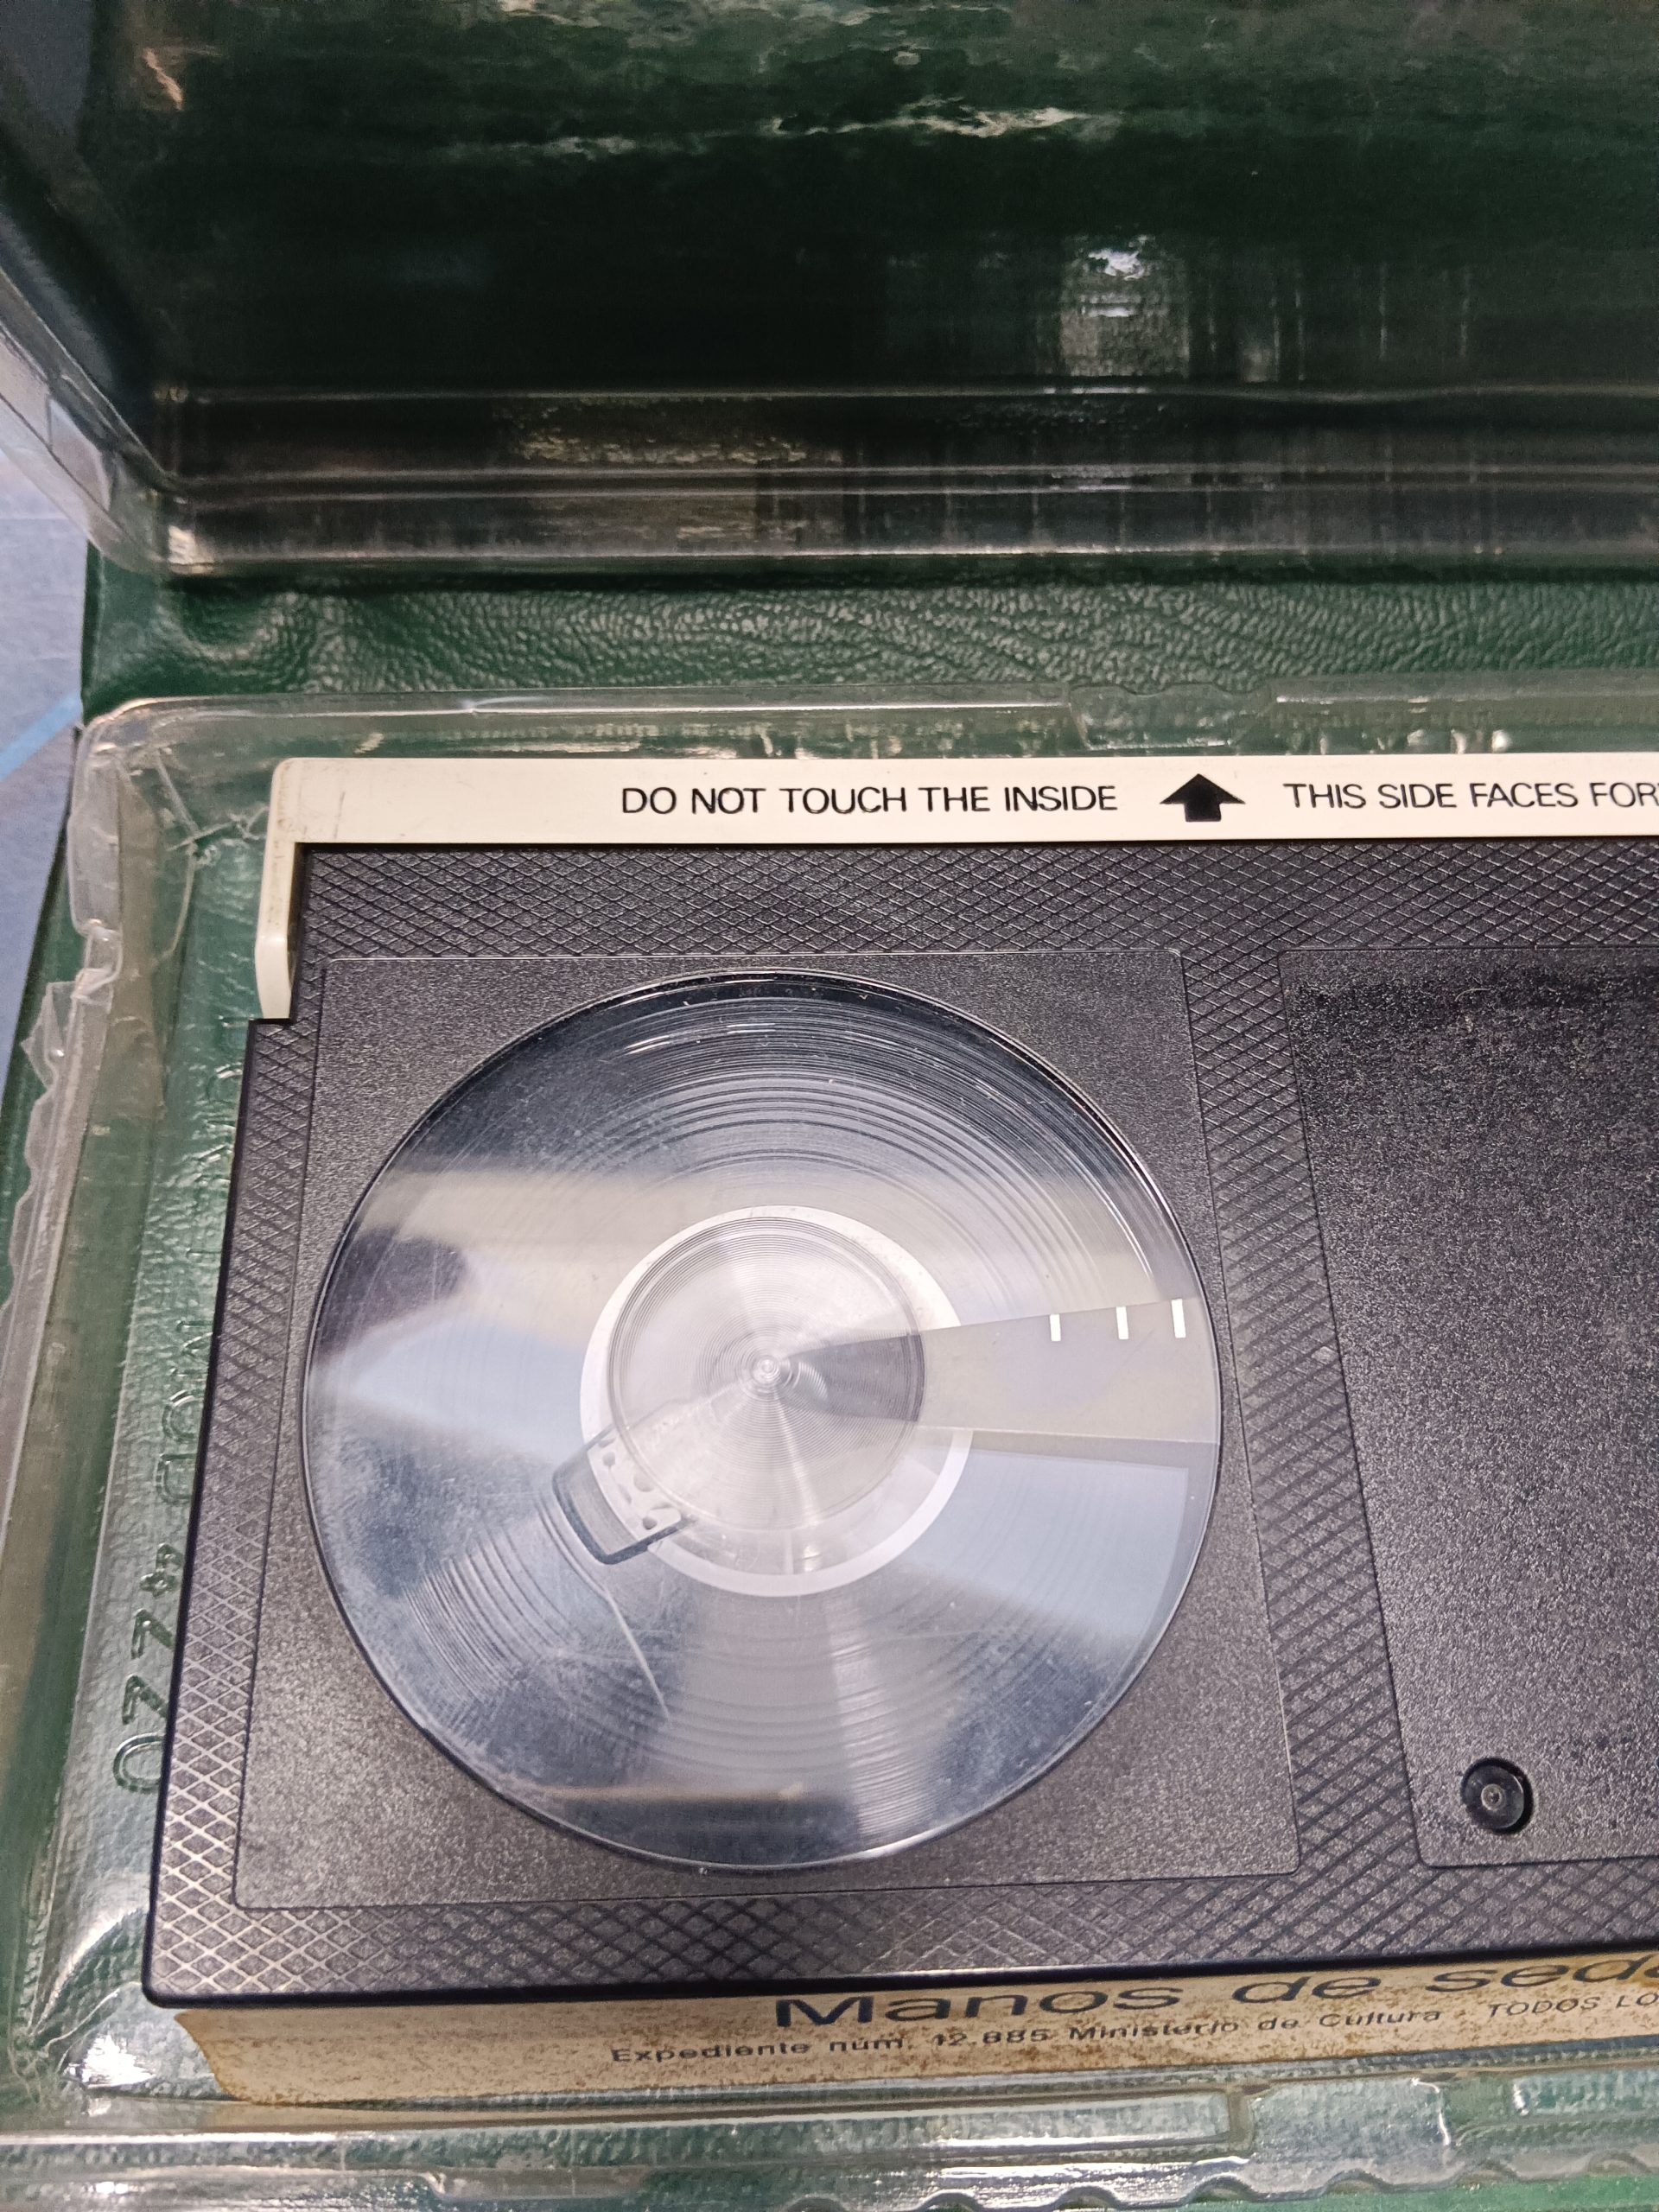 DO NOT TOUCH THE INSIDE THIS SIDE FACES FOR
Manos de seda
Expediente núm. 12.885 Ministerio de Cultura - TODOS LO